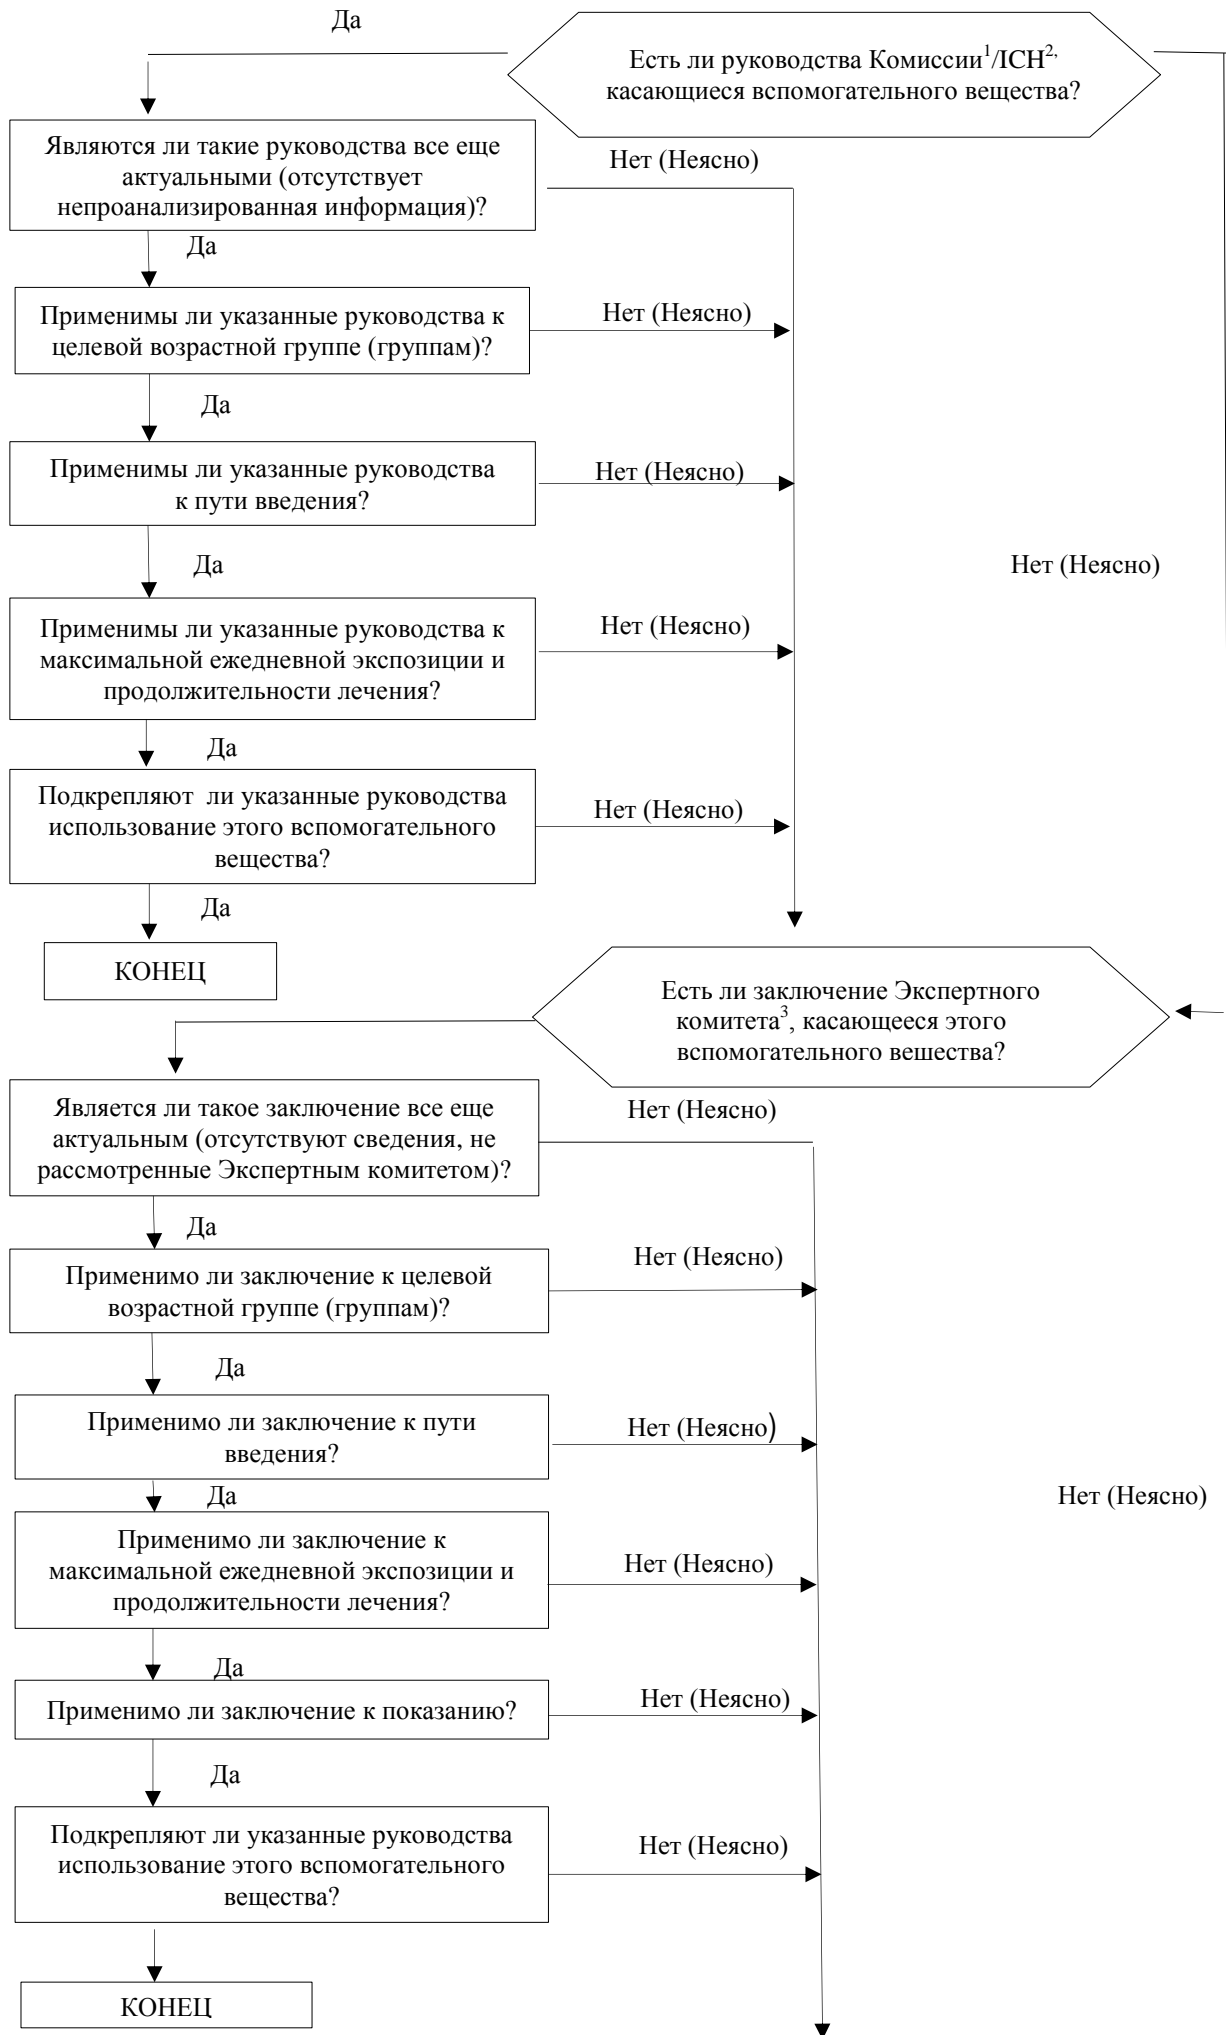 Да
Есть ли руководства Комиссии¹/ICH²,
касающиеся вспомогательного вещества?
Являются ли такие руководства все еще
актуальными (отсутствует
непроанализированная информация)?
Нет (Неясно)
Да
Применимы ли указанные руководства к
целевой возрастной группе (группам)?
Нет (Неясно)
Да
Применимы ли указанные руководства
к пути введения?
Нет (Неясно)
Да
Нет (Неясно)
Применимы ли указанные руководства к
максимальной ежедневной экспозиции и
продолжительности лечения?
Нет (Неясно)
Да
Подкрепляют ли указанные руководства
использование этого вспомогательного
вещества?
Нет (Неясно)
Да
КОНЕЦ
Есть ли заключение Экспертного
комитета³, касающееся этого
вспомогательного вешества?
Является ли такое заключение все еще
актуальным (отсутствуют сведения, не
рассмотренные Экспертным комитетом)?
Нет (Неясно)
Да
Применимо ли заключение к целевой
возрастной группе (группам)?
Нет (Неясно)
Да
Применимо ли заключение к пути
введения?
Нет (Неясно)
Да
Нет (Неясно)
Применимо ли заключение к
максимальной ежедневной экспозиции и
продолжительности лечения?
Нет (Неясно)
Да
Применимо ли заключение к показанию?
Нет (Неясно)
Да
Подкрепляют ли указанные руководства
использование этого вспомогательного
вещества?
Нет (Неясно)
КОНЕЦ